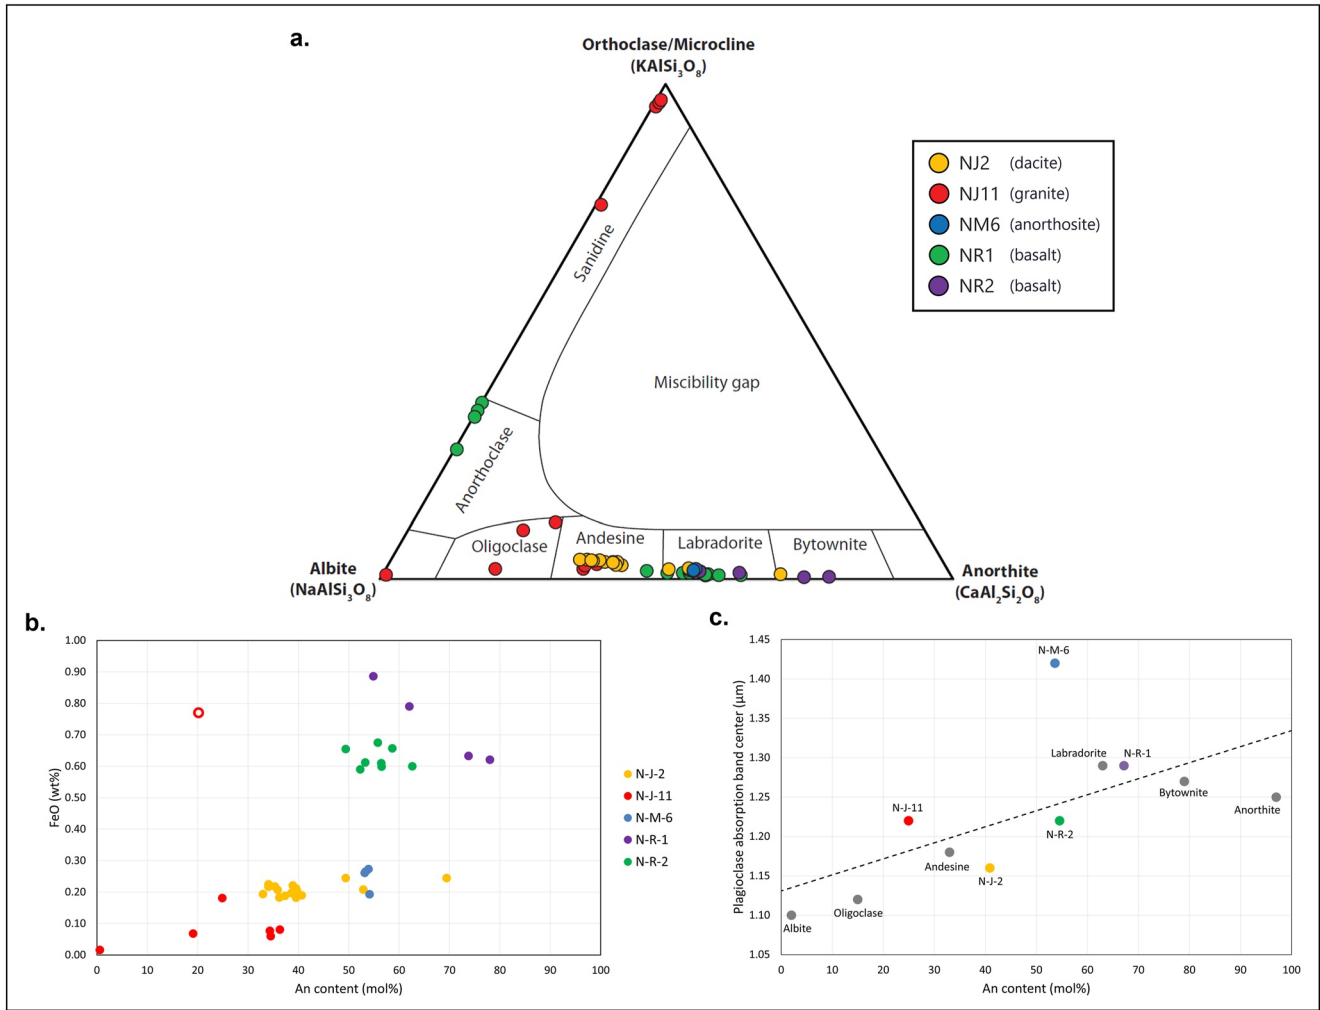 a.
Orthoclase/Microcline
(KAlSi3O8)
NJ2 (dacite)
NJ11 (granite)
NM6 (anorthosite)
NR1 (basalt)
NR2 (basalt)
Sanidine
Miscibility gap
Anorthoclase
Oligoclase
Andesine
Labradorite
Bytownite
Albite
(NaAlSi3O8)
Anorthite
(CaAl2Si2O8)
b.
1.00
0.90
0.80
0.70
0.60
0.50
0.40
0.30
0.20
0.10
0.00
FeO (wt%)
0 10 20 30 40 50 60 70 80 90 100
An content (mol%)
N-J-2
N-J-11
N-M-6
N-R-1
N-R-2
c.
1.45
1.40
1.35
1.30
1.25
1.20
1.15
1.10
1.05
Plagioclase absorption band center (µm)
N-M-6
Labradorite
N-R-1
Bytownite
Anorthite
N-J-11
N-R-2
Andesine
N-J-2
Oligoclase
Albite
0 10 20 30 40 50 60 70 80 90 100
An content (mol%)